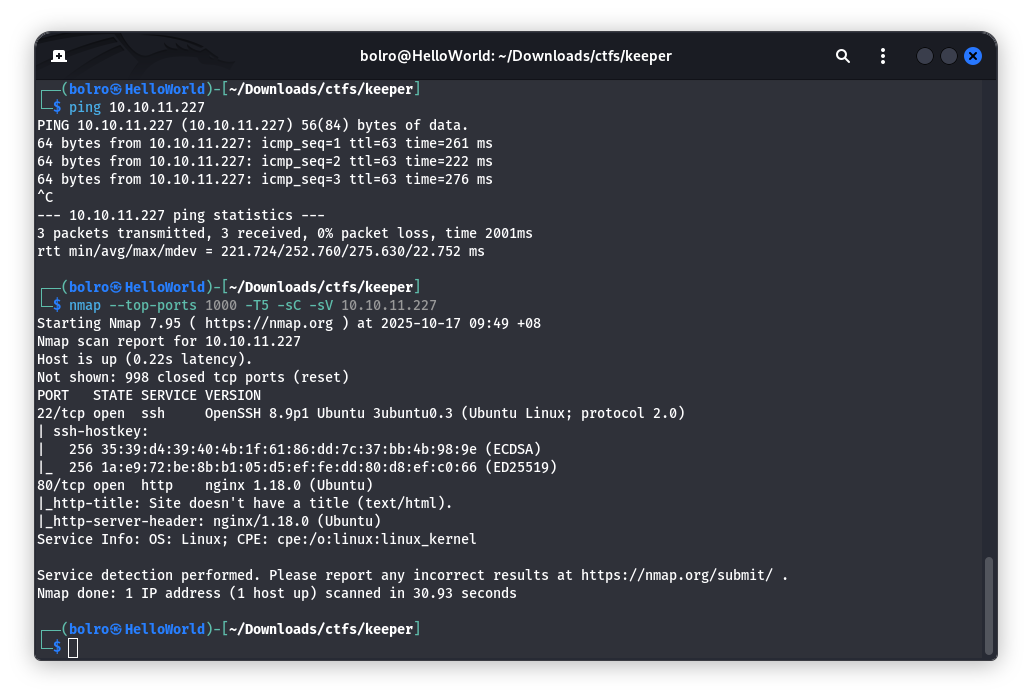 bolro@HelloWorld: ~/Downloads/ctfs/keeper
┌──(bolro㉿HelloWorld)-[~/Downloads/ctfs/keeper]
└─$ ping 10.10.11.227
PING 10.10.11.227 (10.10.11.227) 56(84) bytes of data.
64 bytes from 10.10.11.227: icmp_seq=1 ttl=63 time=261 ms
64 bytes from 10.10.11.227: icmp_seq=2 ttl=63 time=222 ms
64 bytes from 10.10.11.227: icmp_seq=3 ttl=63 time=276 ms
^C
--- 10.10.11.227 ping statistics ---
3 packets transmitted, 3 received, 0% packet loss, time 2001ms
rtt min/avg/max/mdev = 221.724/252.760/275.630/22.752 ms
┌──(bolro㉿HelloWorld)-[~/Downloads/ctfs/keeper]
└─$ nmap --top-ports 1000 -T5 -sC -sV 10.10.11.227
Starting Nmap 7.95 ( https://nmap.org ) at 2025-10-17 09:49 +08
Nmap scan report for 10.10.11.227
Host is up (0.22s latency).
Not shown: 998 closed tcp ports (reset)
PORT   STATE SERVICE VERSION
22/tcp open  ssh     OpenSSH 8.9p1 Ubuntu 3ubuntu0.3 (Ubuntu Linux; protocol 2.0)
| ssh-hostkey:
|   256 35:39:d4:39:40:4b:1f:61:86:dd:7c:37:bb:4b:98:9e (ECDSA)
|_  256 1a:e9:72:be:8b:b1:05:d5:ef:fe:dd:80:d8:ef:c0:66 (ED25519)
80/tcp open  http    nginx 1.18.0 (Ubuntu)
|_http-title: Site doesn't have a title (text/html).
|_http-server-header: nginx/1.18.0 (Ubuntu)
Service Info: OS: Linux; CPE: cpe:/o:linux:linux_kernel
Service detection performed. Please report any incorrect results at https://nmap.org/submit/ .
Nmap done: 1 IP address (1 host up) scanned in 30.93 seconds
┌──(bolro㉿HelloWorld)-[~/Downloads/ctfs/keeper]
└─$